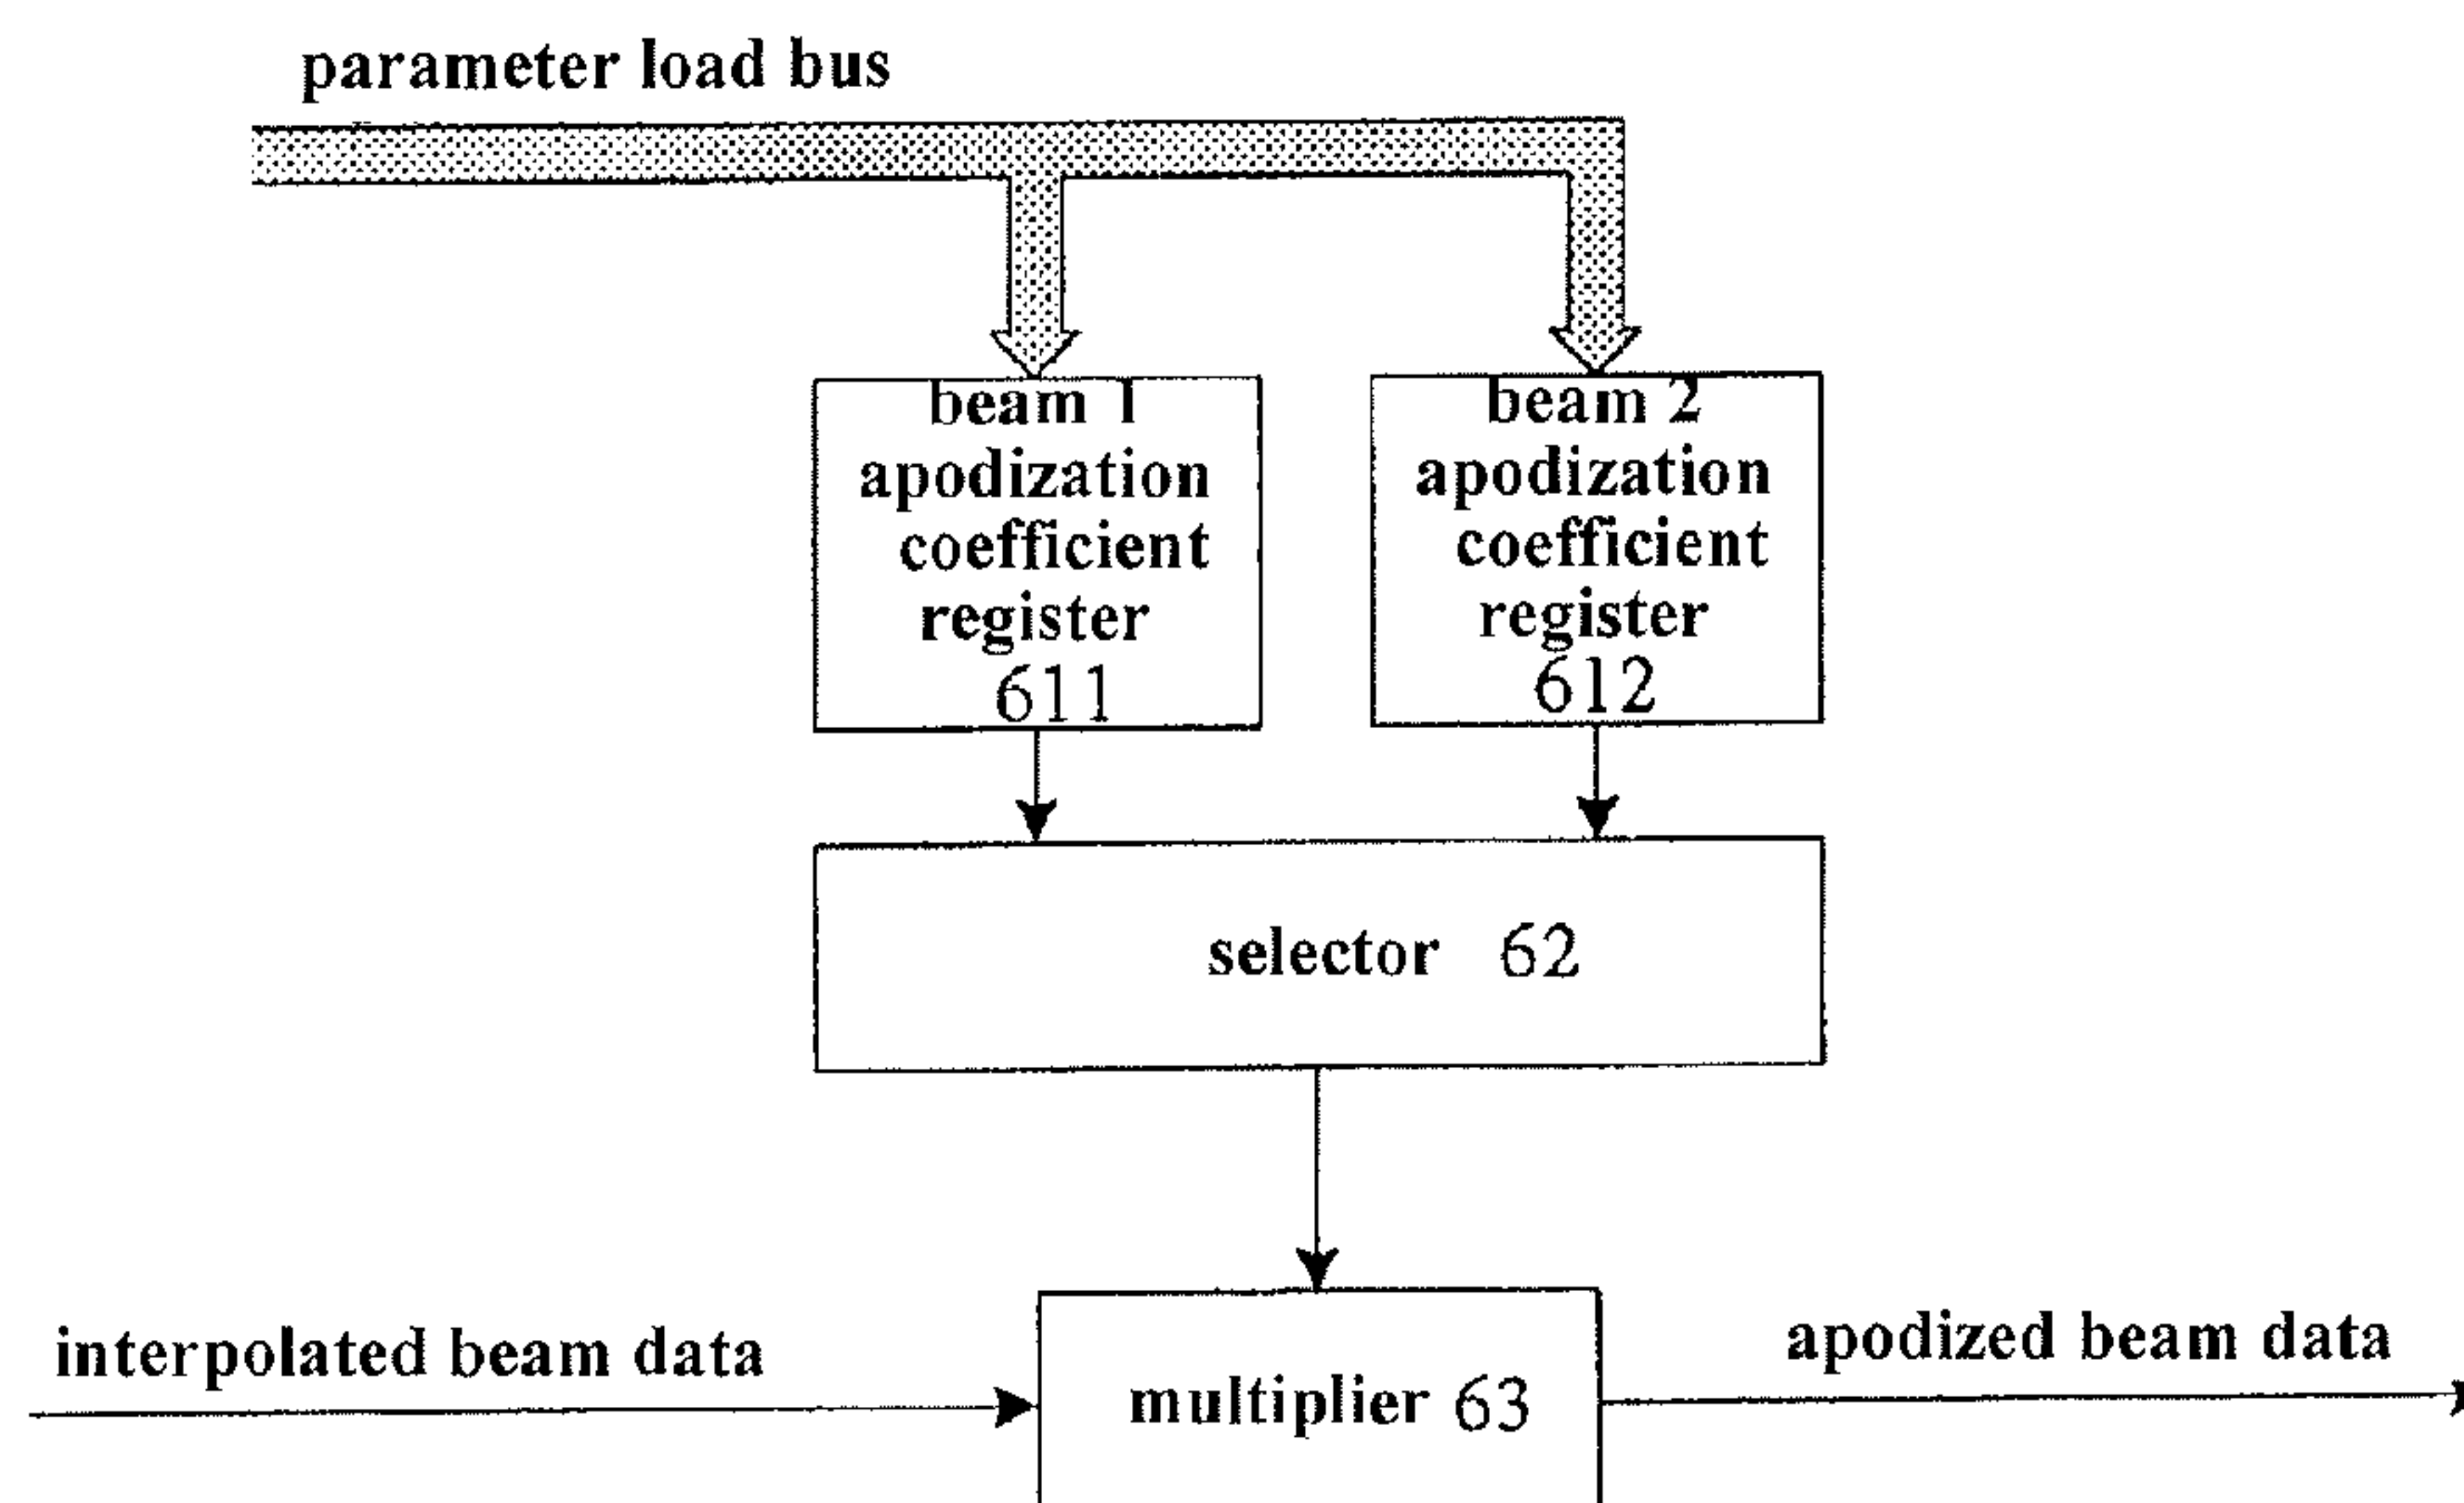 parameter load bus
beam 1
apodization
coefficient
register
611
beam 2
apodization
coefficient
register
612
selector 62
interpolated beam data
multiplier 63
apodized beam data